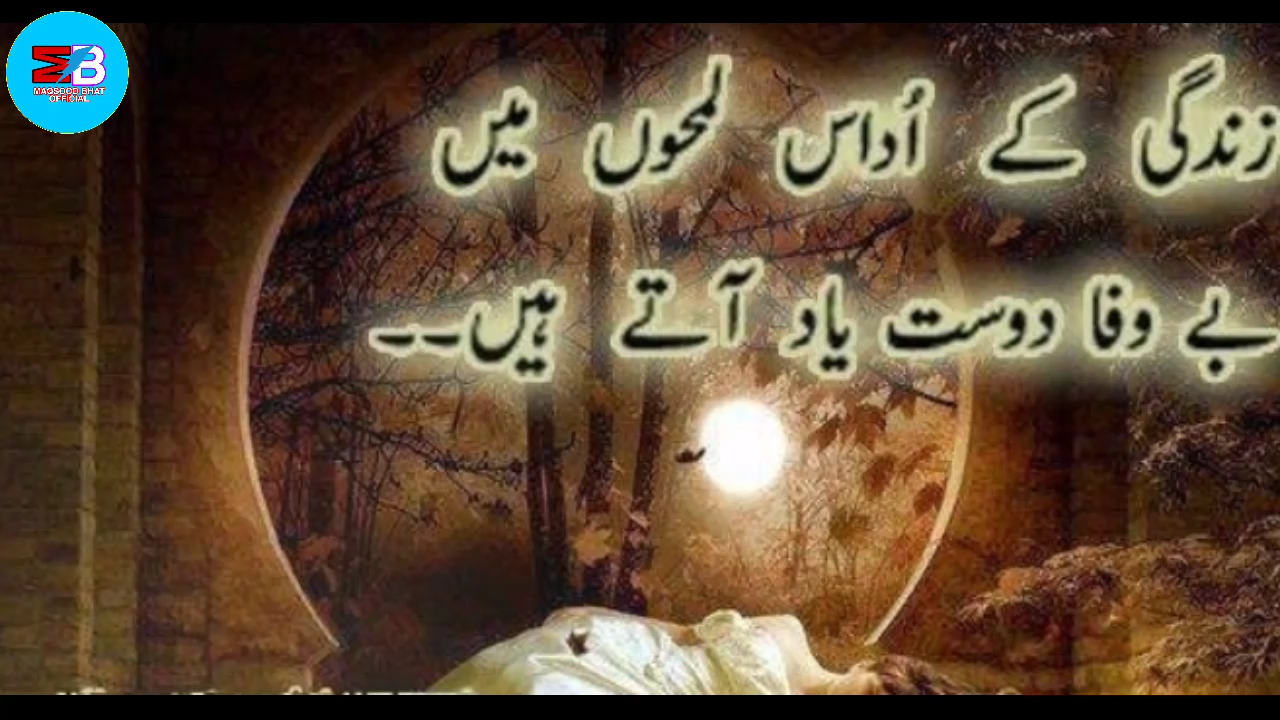 MAQSOOD BHAT
OFFICIAL
زندگی کے اُداس لمحوں میں
بے وفا دوست یاد آتے ہیں۔۔